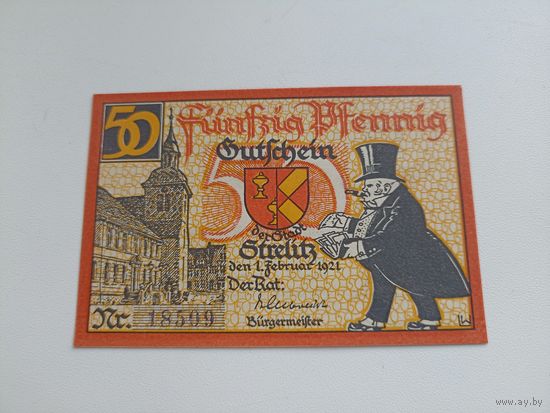 50 Fünfzig Pfennig
Gutschein
50
der Stadt
Strelitz
den 1. Februar 1921
Der Rat:
Nr. 18509
Bürgermeister
www.ay.by